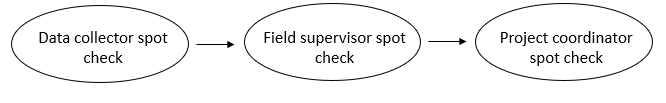 Data collector spot
check
Field supervisor spot
check
Project coordinator
spot check